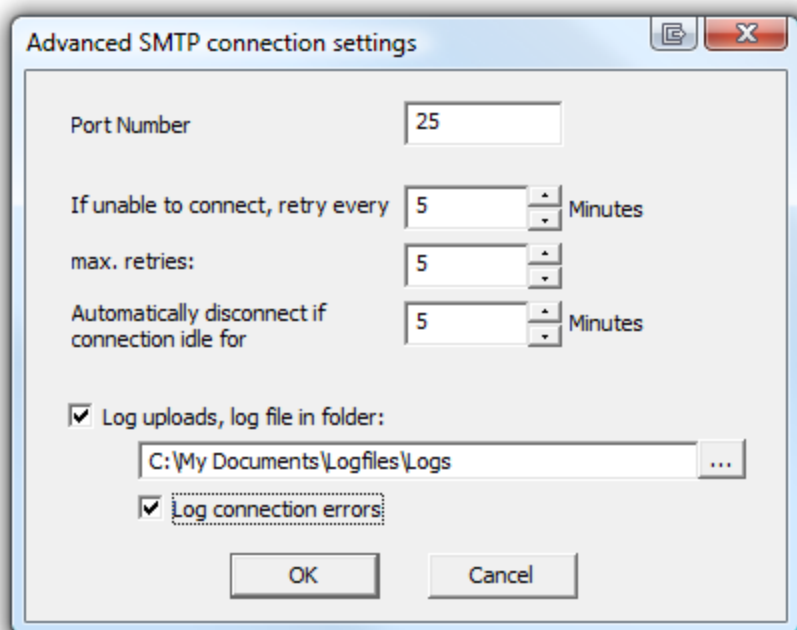 Advanced SMTP connection settings
Port Number 25
If unable to connect, retry every 5 Minutes
max. retries: 5
Automatically disconnect if
connection idle for 5 Minutes
Log uploads, log file in folder:
C:\My Documents\Logfiles\Logs ...
Log connection errors
OK Cancel